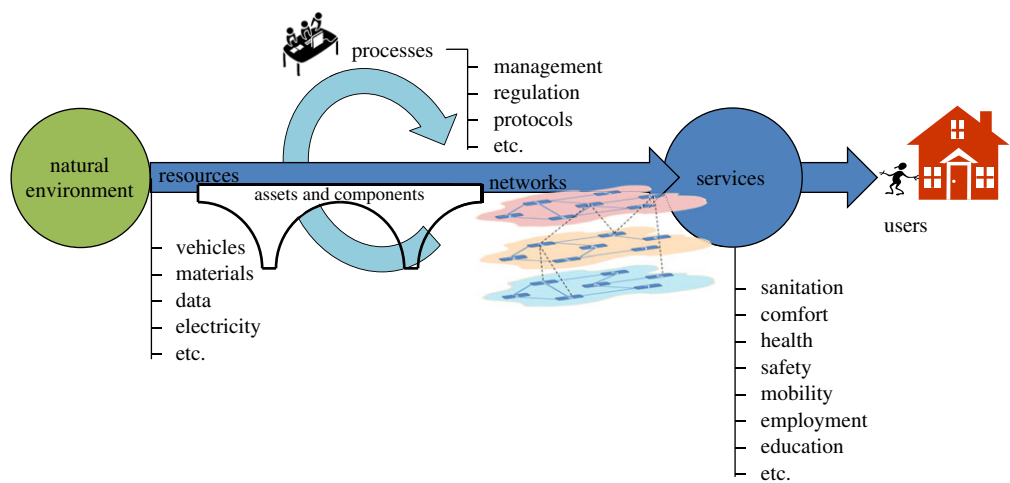 processes
management
regulation
protocols
etc.
natural
environment
resources
assets and components
networks
services
users
vehicles
materials
data
electricity
etc.
sanitation
comfort
health
safety
mobility
employment
education
etc.